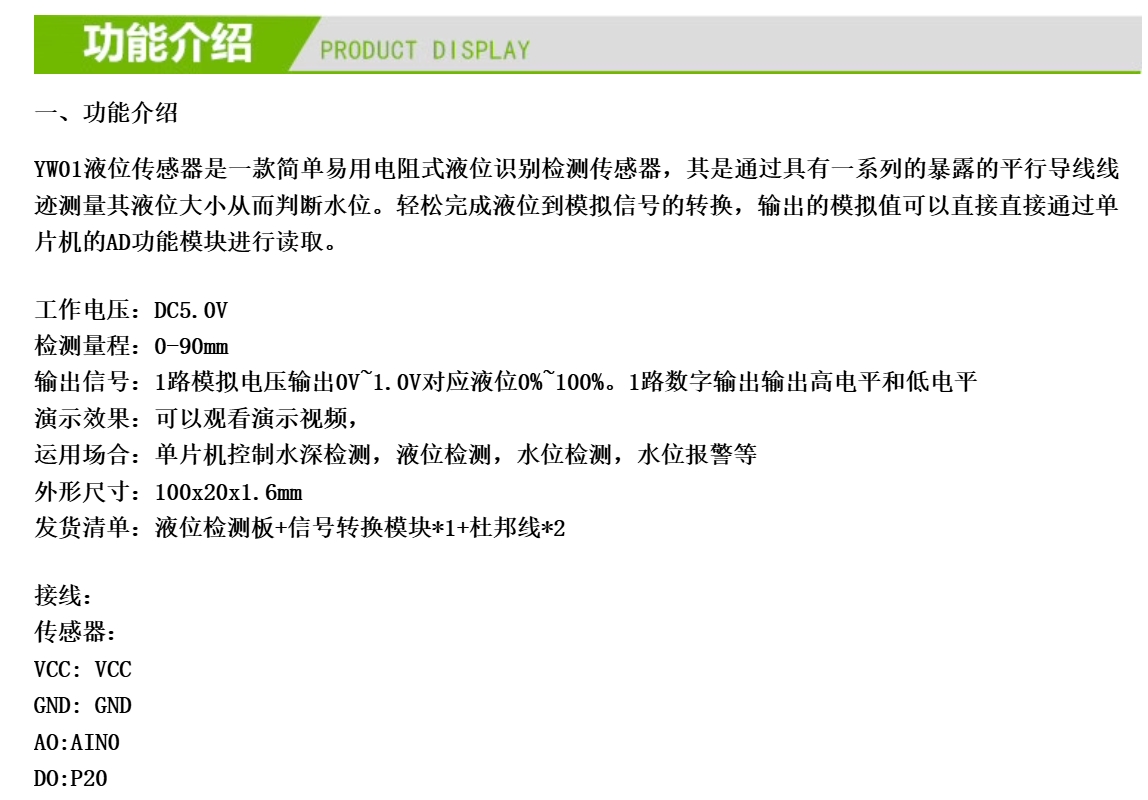 功能介绍 PRODUCT DISPLAY
一、功能介绍
YW01液位传感器是一款简单易用电阻式液位识别检测传感器，其是通过具有一系列的暴露的平行导线线
迹测量其液位大小从而判断水位。轻松完成液位到模拟信号的转换，输出的模拟值可以直接直接通过单
片机的AD功能模块进行读取。
工作电压：DC5.0V
检测量程：0-90mm
输出信号：1路模拟电压输出0V~1.0V对应液位0%~100%。1路数字输出输出高电平和低电平
演示效果：可以观看演示视频，
运用场合：单片机控制水深检测，液位检测，水位检测，水位报警等
外形尺寸：100x20x1.6mm
发货清单：液位检测板+信号转换模块*1+杜邦线*2
接线：
传感器：
VCC: VCC
GND: GND
AO:AIN0
DO:P20